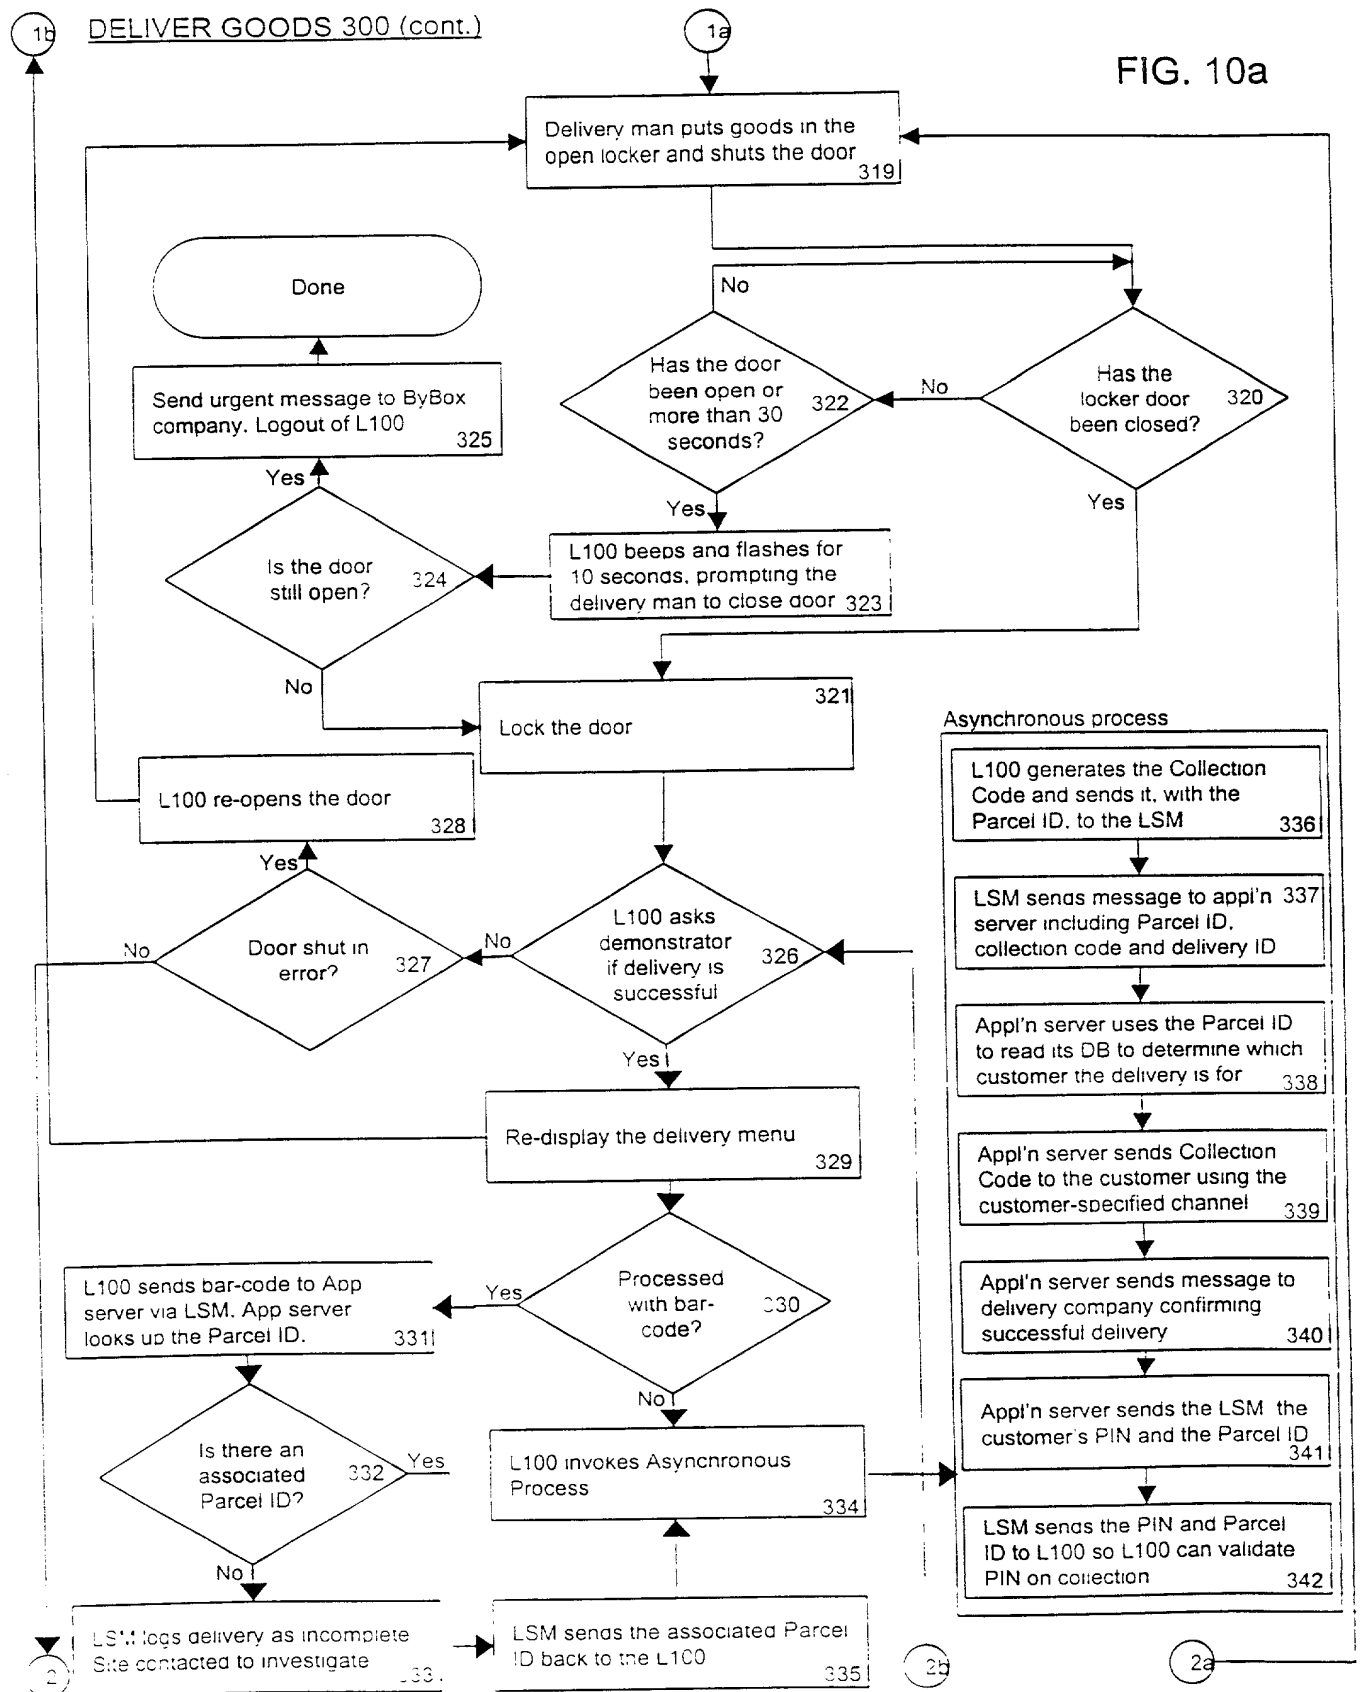 1b
DELIVER GOODS 300 (cont.)
1a
FIG. 10a
Delivery man puts goods in the
open locker and shuts the door
319
Done
No
Has the door
been open or
more than 30
seconds?
322
No
Has the
locker door
been closed?
320
Send urgent message to ByBox
company. Logout of L100
325
Yes
Yes
Yes
Is the door
still open?
324
L100 beeps and flashes for
10 seconds, prompting the
delivery man to close door 323
No
321
Lock the door
Asynchronous process
L100 generates the Collection
Code and sends it, with the
Parcel ID, to the LSM
336
L100 re-opens the door
328
Yes
LSM sends message to appl'n 337
server including Parcel ID,
collection code and delivery ID
No
Door shut in
error?
327
No
L100 asks
demonstrator
if delivery is
successful
326
Appl'n server uses the Parcel ID
to read its DB to determine which
customer the delivery is for
338
Yes
Re-display the delivery menu
329
Appl'n server sends Collection
Code to the customer using the
customer-specified channel
339
L100 sends bar-code to App
server via LSM. App server
looks up the Parcel ID.
331
Yes
Processed
with bar-
code?
330
Appl'n server sends message to
delivery company confirming
successful delivery
340
No
Appl'n server sends the LSM the
customer's PIN and the Parcel ID
341
Is there an
associated
Parcel ID?
332
Yes
L100 invokes Asynchronous
Process
334
LSM sends the PIN and Parcel
ID to L100 so L100 can validate
PIN on collection
342
No
LSM logs delivery as incomplete
Site contacted to investigate
LSM sends the associated Parcel
ID back to the L100
335
2
2b
2a